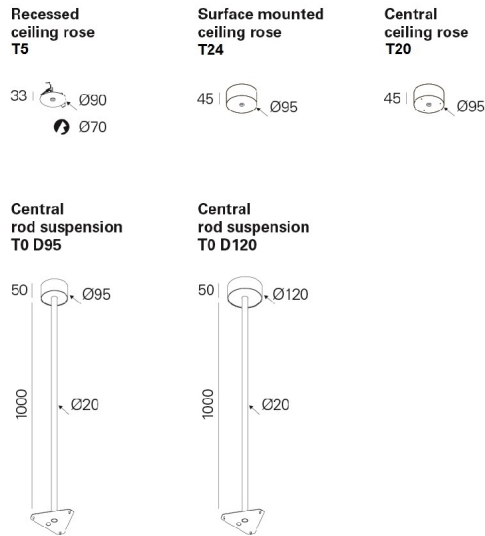 Recessed
ceiling rose
T5
33
Ø90
Ø70
Surface mounted
ceiling rose
T24
45
Ø95
Central
ceiling rose
T20
45
Ø95
Central
rod suspension
T0 D95
50
Ø95
1000
Ø20
Central
rod suspension
T0 D120
50
Ø120
1000
Ø20